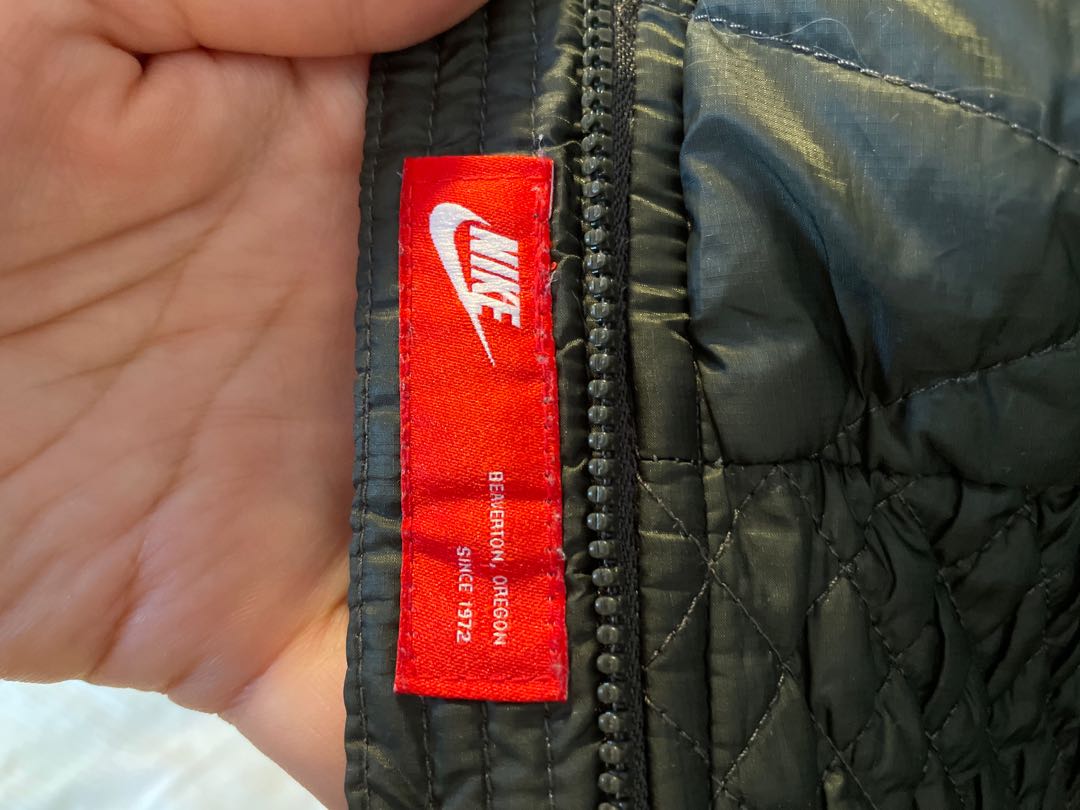 NIKE
BEAVERTON, OREGON
SINCE 1972